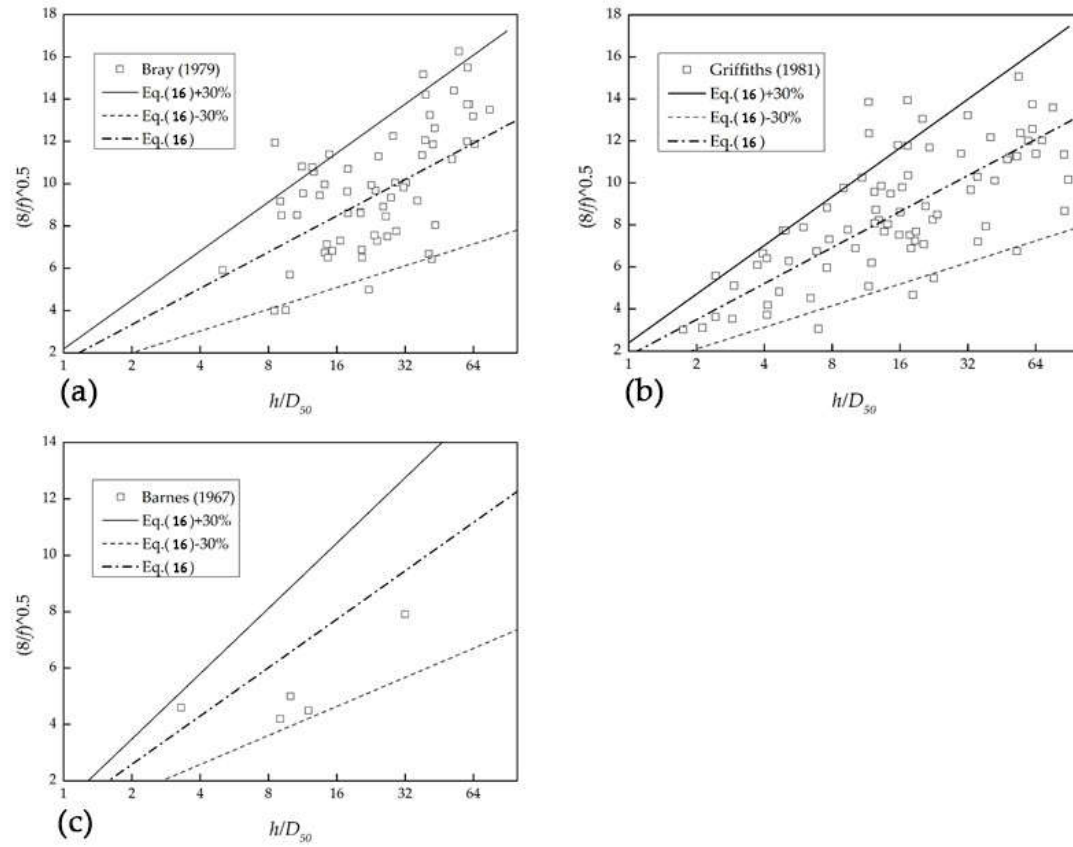 18
16
14
12
10
8
6
4
2
(8/f)^0.5
Bray (1979)
Eq.(16)+30%
Eq.(16)-30%
Eq.(16)
1 2 4 8 16 32 64
h/D50
(a)
18
16
14
12
10
8
6
4
2
(8/f)^0.5
Griffiths (1981)
Eq.(16)+30%
Eq.(16)-30%
Eq.(16)
1 2 4 8 16 32 64
h/D50
(b)
14
12
10
8
6
4
2
(8/f)^0.5
Barnes (1967)
Eq.(16)+30%
Eq.(16)-30%
Eq.(16)
1 2 4 8 16 32 64
h/D50
(c)